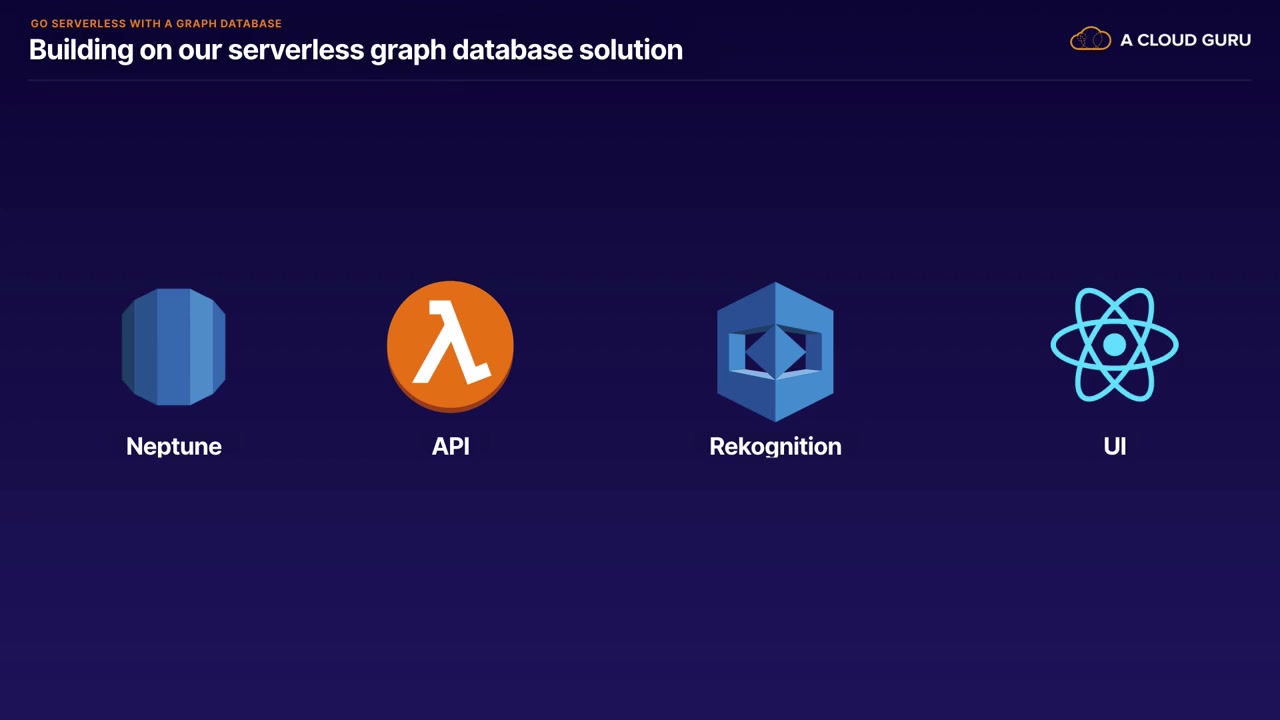 GO SERVERLESS WITH A GRAPH DATABASE
Building on our serverless graph database solution
A CLOUD GURU
Neptune
API
Rekognition
UI